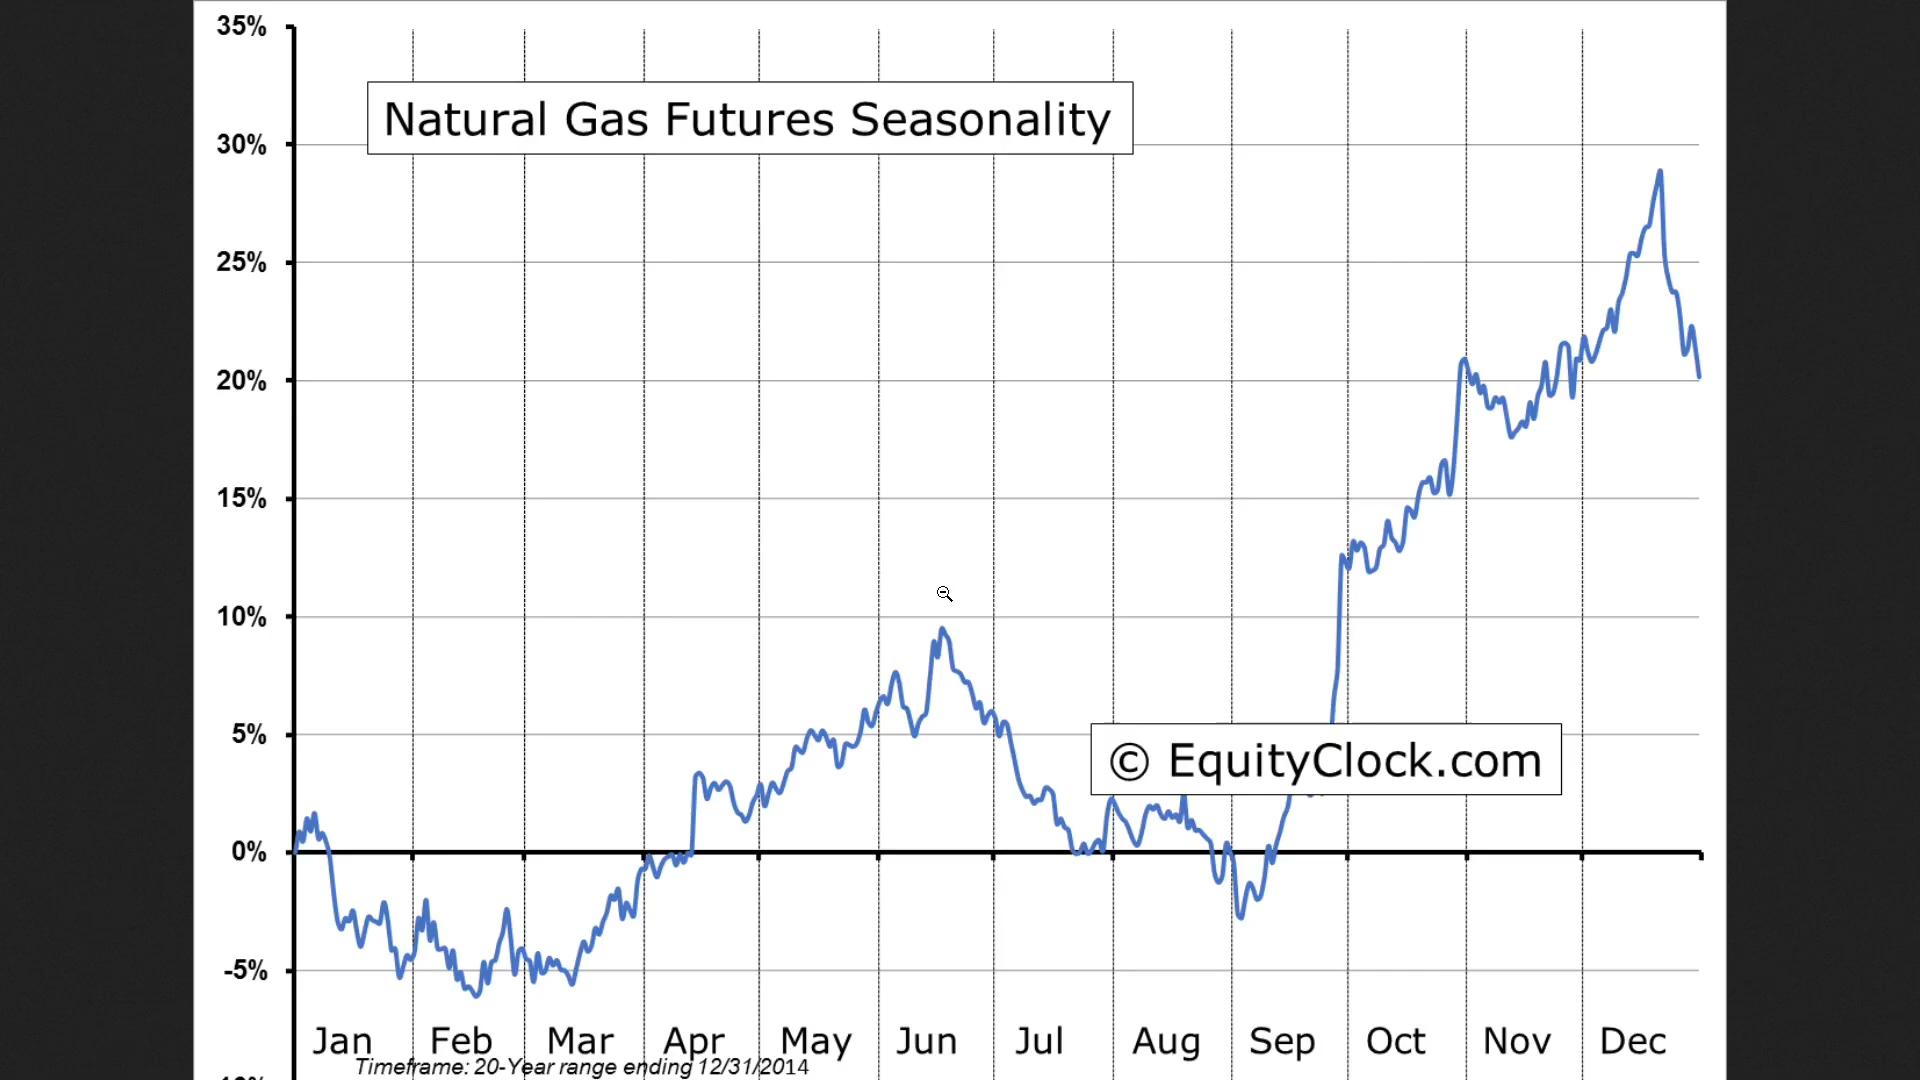 35%
Natural Gas Futures Seasonality
30%
25%
20%
15%
10%
5%
© EquityClock.com
0%
-5%
Jan Feb Mar Apr May Jun Jul Aug Sep Oct Nov Dec
Timeframe: 20-Year range ending 12/31/2014